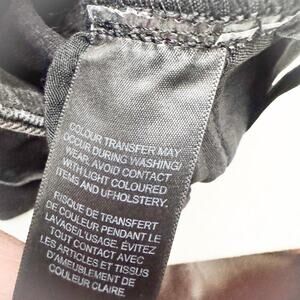 COLOUR TRANSFER MAY
OCCUR DURING WASHING/
WEAR. AVOID CONTACT
WITH LIGHT COLOURED
ITEMS AND UPHOLSTERY.
RISQUE DE TRANSFERT
DE COULEUR PENDANT LE
LAVAGE/L'USAGE. ÉVITEZ
TOUT CONTACT AVEC
LES ARTICLES ET TISSUS
D'AMEUBLEMENT DE
COULEUR CLAIRE.